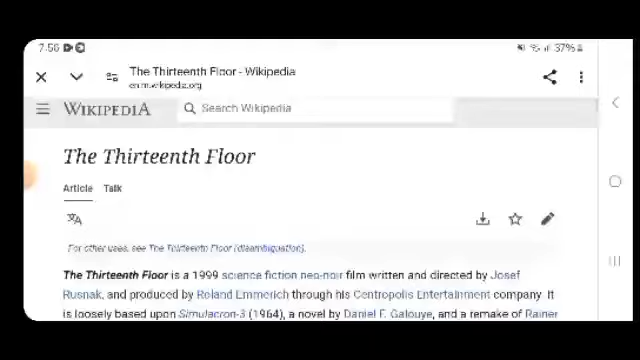 7:56 37%
The Thirteenth Floor - Wikipedia
en.m.wikipedia.org
WIKIPEDIA Search Wikipedia
The Thirteenth Floor
Article Talk
For other uses, see The Thirteenth Floor (disambiguation).
The Thirteenth Floor is a 1999 science fiction neo-noir film written and directed by Josef
Rusnak, and produced by Roland Emmerich through his Centropolis Entertainment company. It
is loosely based upon Simulacron-3 (1964), a novel by Daniel F. Galouye, and a remake of Rainer